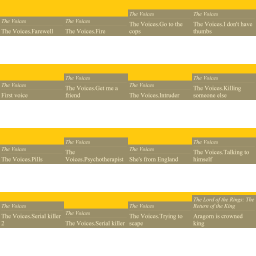 The Voices
The Voices.Farewell
The Voices
The Voices.Fire
The Voices
The Voices.Go to the
cops
The Voices
The Voices.I don't have
thumbs
The Voices
First voice
The Voices
The Voices.Get me a
friend
The Voices
The Voices.Intruder
The Voices
The Voices.Killing
someone else
The Voices
The Voices.Pills
The Voices
The
Voices.Psychotherapist
The Voices
She's from England
The Voices
The Voices.Talking to
himself
The Voices
The Voices.Serial killer
2
The Voices
The Voices.Serial killer
The Voices
The Voices.Trying to
scape
The Lord of the Rings: The
Return of the King
Aragorn is crowned
king